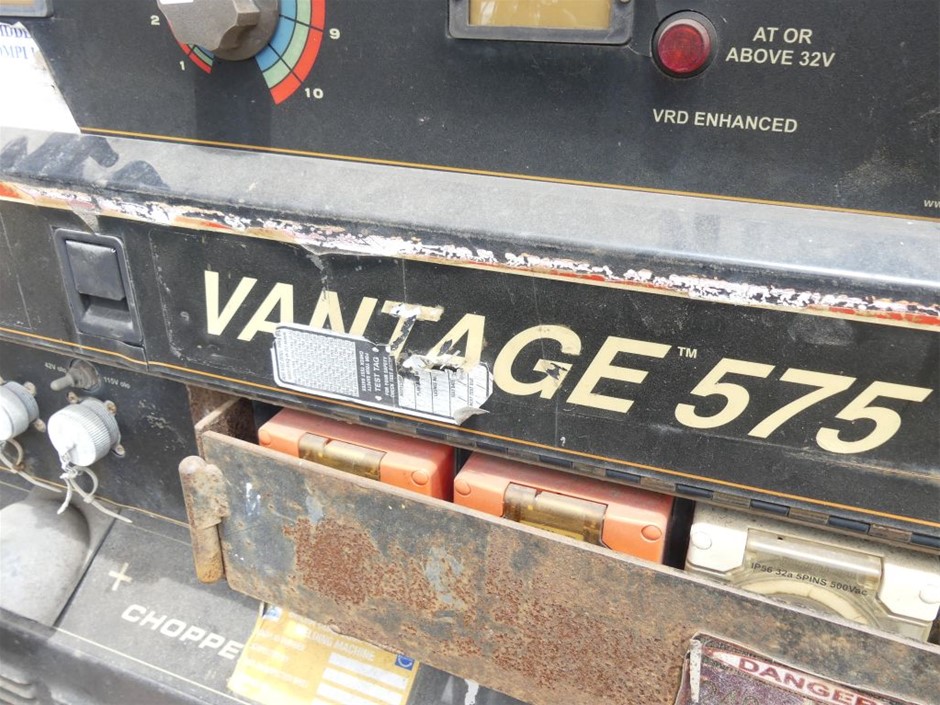 2
1
9
10
AT OR
ABOVE 32V
VRD ENHANCED
VANTAGE™ 575
TEST TAG
42V
115V
IP56 32a 5PINS 500Vac
+
CHOPPE
MACHINE
DANGER